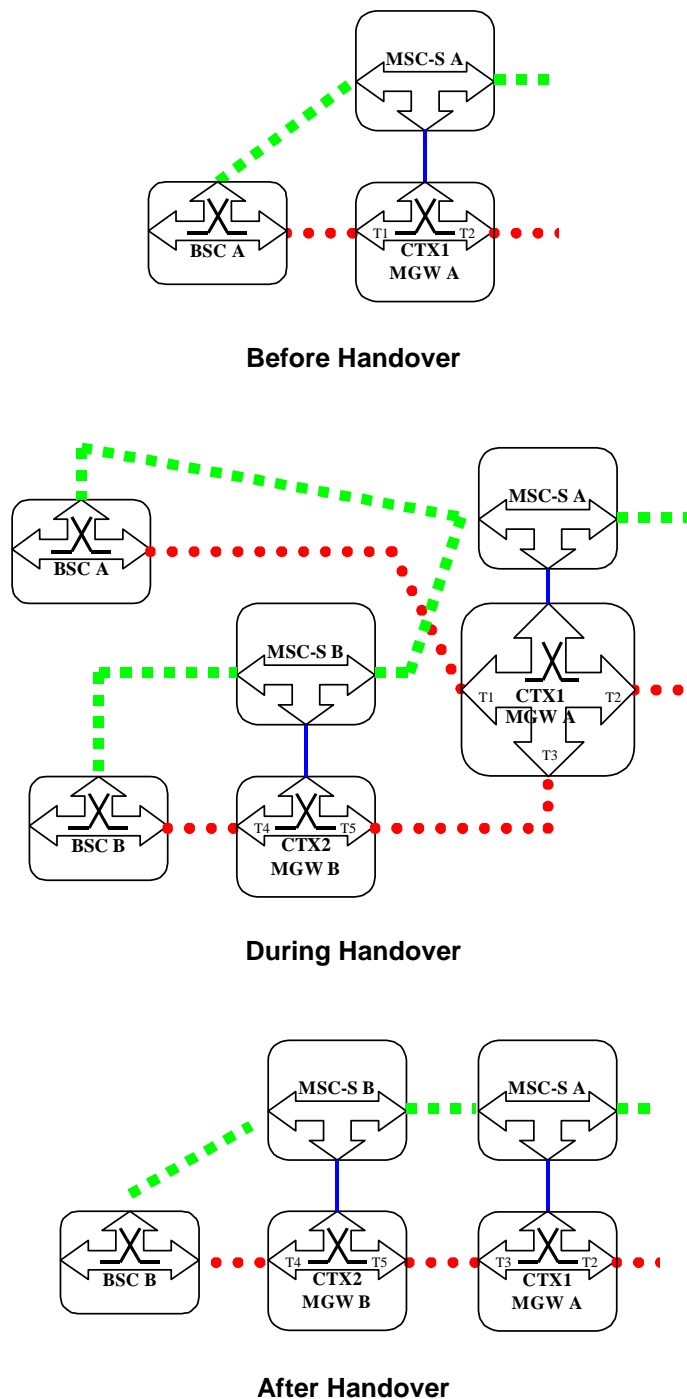 MSC-S A
BSC A
T1
CTX1
T2
MGW A
Before Handover
MSC-S A
BSC A
MSC-S B
T1
CTX1
T2
MGW A
T3
BSC B
T4
CTX2
T5
MGW B
During Handover
MSC-S B
MSC-S A
BSC B
T4
CTX2
T5
MGW B
T3
CTX1
T2
MGW A
After Handover